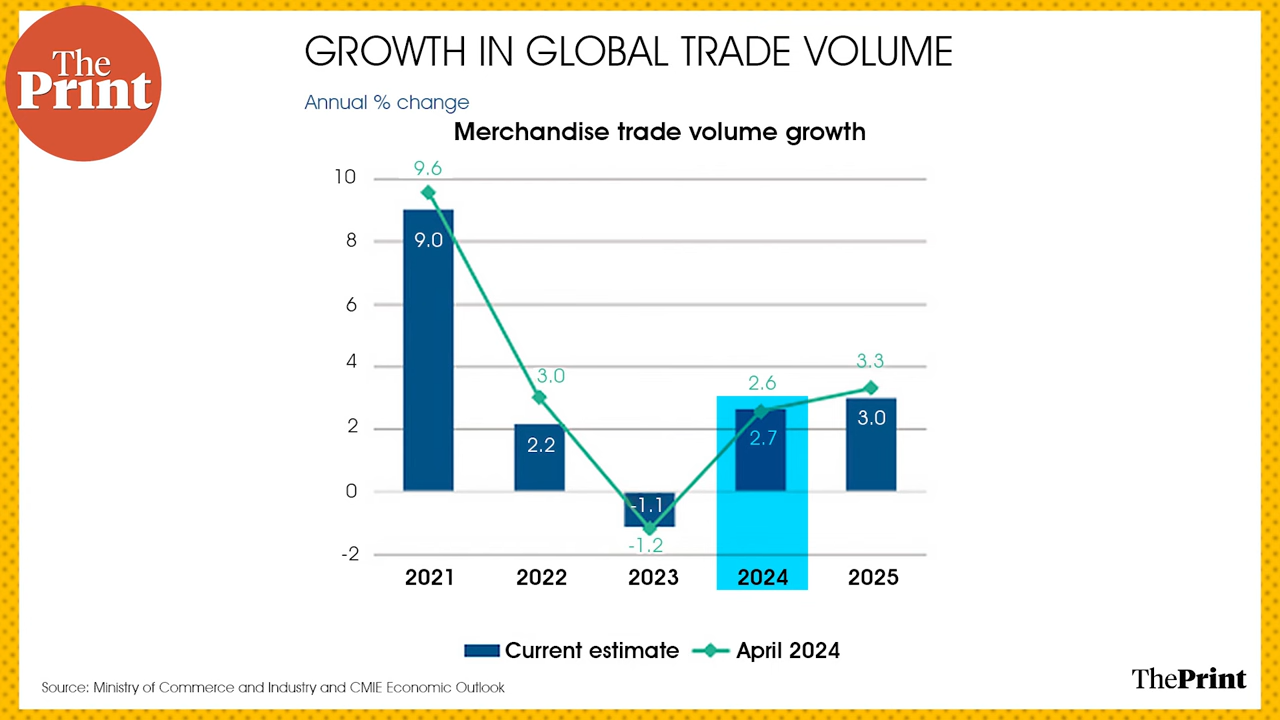 The
Print
GROWTH IN GLOBAL TRADE VOLUME
Annual % change
Merchandise trade volume growth
10
8
6
4
2
0
-2
9.6
9.0
3.0
2.2
-1.1
-1.2
2.6
2.7
3.3
3.0
2021 2022 2023 2024 2025
Current estimate April 2024
Source: Ministry of Commerce and Industry and CMIE Economic Outlook
ThePrint